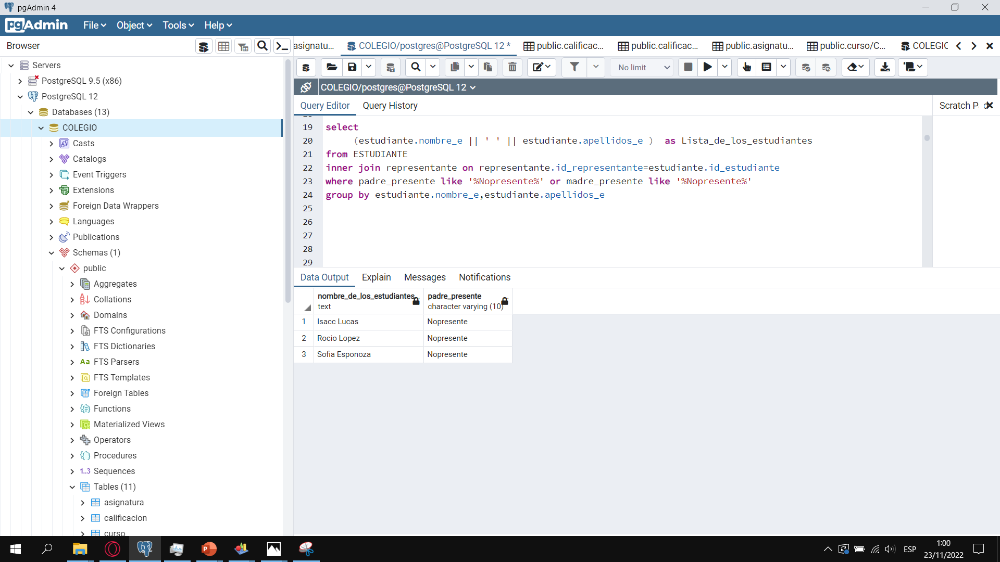 pgAdmin 4
pgAdmin
File
Object
Tools
Help
Browser
asignatu...
COLEGIO/postgres@PostgreSQL 12 *
public.calificac...
public.calificac...
public.asignatu...
public.curso/C...
COLEGIO
No limit
Servers
PostgreSQL 9.5 (x86)
PostgreSQL 12
Databases (13)
COLEGIO
Casts
Catalogs
Event Triggers
Extensions
Foreign Data Wrappers
Languages
Publications
Schemas (1)
public
Aggregates
Collations
Domains
FTS Configurations
FTS Dictionaries
FTS Parsers
FTS Templates
Foreign Tables
Functions
Materialized Views
Operators
Procedures
1..3 Sequences
Tables (11)
asignatura
calificacion
curso
COLEGIO/postgres@PostgreSQL 12
Query Editor
Query History
Scratch P
19 select
20 (estudiante.nombre_e || ' ' || estudiante.apellidos_e ) as Lista_de_los_estudiantes
21 from ESTUDIANTE
22 inner join representante on representante.id_representante=estudiante.id_estudiante
23 where padre_presente like '%Nopresente%' or madre_presente like '%Nopresente%'
24 group by estudiante.nombre_e,estudiante.apellidos_e
25
26
27
28
29
Data Output
Explain
Messages
Notifications
nombre_de_los_estudiantes
text
padre_presente
character varying (10)
1 Isacc Lucas Nopresente
2 Rocio Lopez Nopresente
3 Sofia Esponoza Nopresente
ESP
1:00
23/11/2022